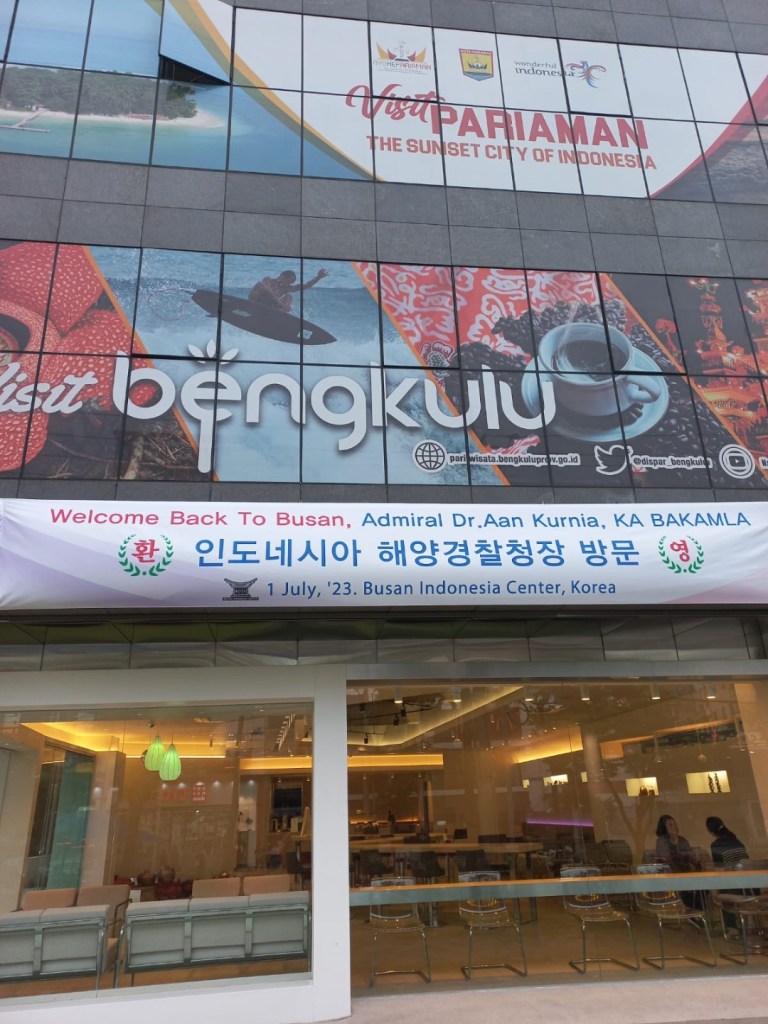 wonderful
indonesia
Visit
PARIAMAN
THE SUNSET CITY OF INDONESIA
Visit bengkulu
pariwisata.bengkuluprov.go.id
@dispar_bengkulu
Welcome Back To Busan, Admiral Dr.Aan Kurnia, KA BAKAMLA
환 인도네시아 해양경찰청장 방문 영
1 July, '23. Busan Indonesia Center, Korea